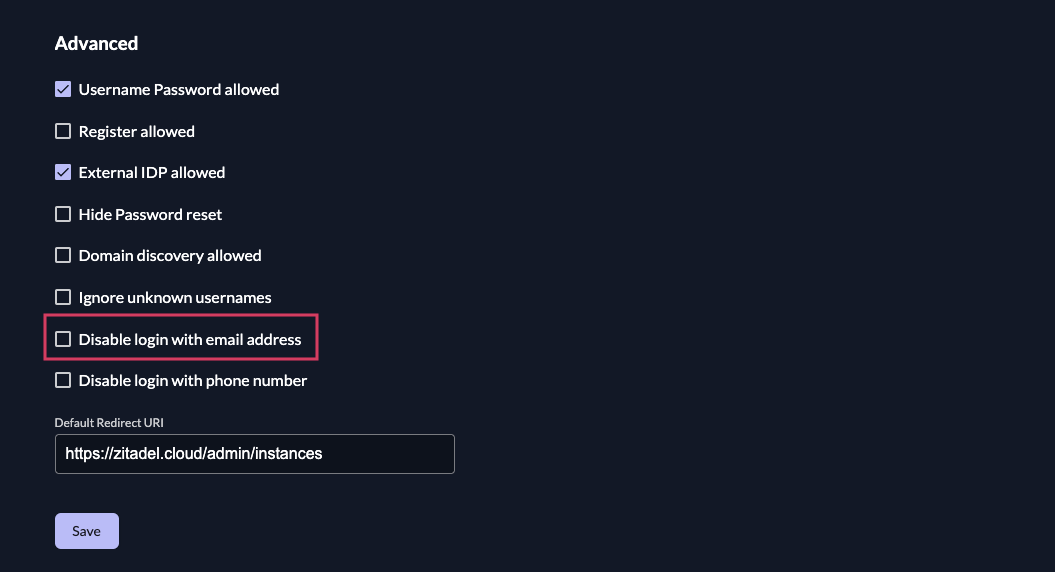 Advanced
Username Password allowed
Register allowed
External IDP allowed
Hide Password reset
Domain discovery allowed
Ignore unknown usernames
Disable login with email address
Disable login with phone number
Default Redirect URI
https://zitadel.cloud/admin/instances
Save